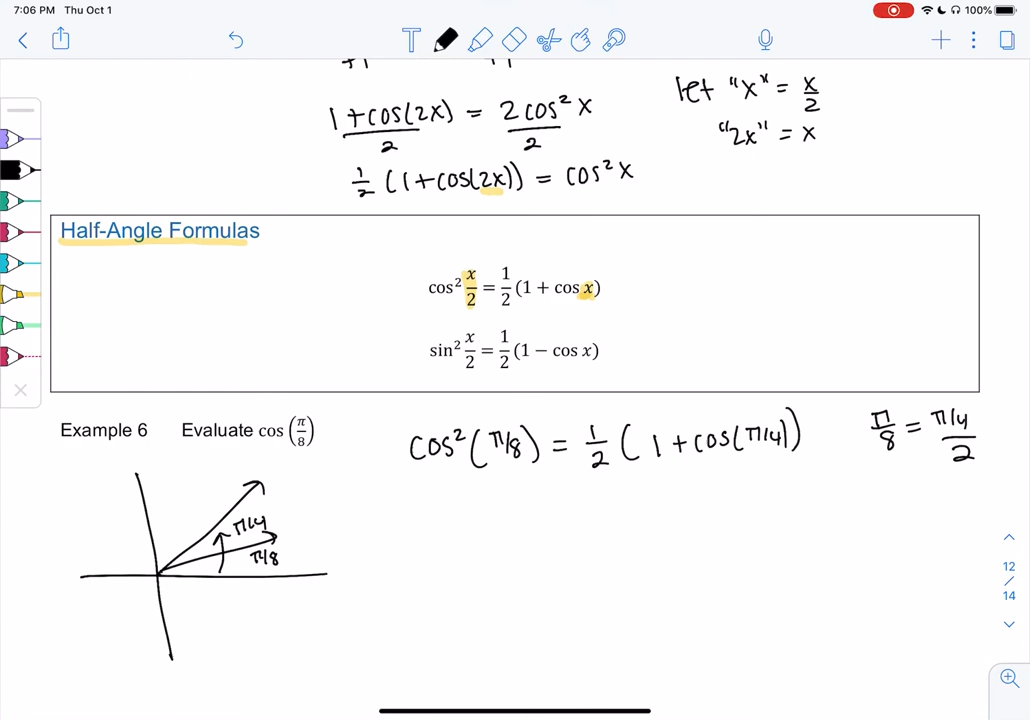 7:06 PM Thu Oct 1
100%
T
+1 +1
1+cos(2x)/2 = 2cos²x/2
let "x" = x/2
"2x" = x
1/2 (1+cos(2x)) = cos²x
Half-Angle Formulas
cos² x/2 = 1/2 (1 + cos x)
sin² x/2 = 1/2 (1 − cos x)
Example 6 Evaluate cos (π/8)
cos²(π/8) = 1/2 (1+cos(π/4))
π/8 = π/4/2
π/4
π/8
12
/
14